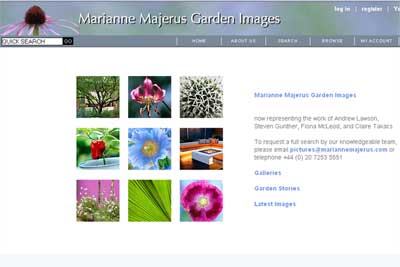 log in | register | Yo
Marianne Majerus Garden Images
QUICK SEARCH GO
HOME | ABOUT US | SEARCH | BROWSE | MY ACCOUNT
Marianne Majerus Garden Images
now representing the work of Andrew Lawson,
Steven Gunther, Fiona McLeod, and Clare Takacs
To request a full search by our knowledgeable team,
please email pictures@mariannemajerus.com or
telephone +44 (0) 20 7253 5551
Galleries
Garden Stories
Latest Images